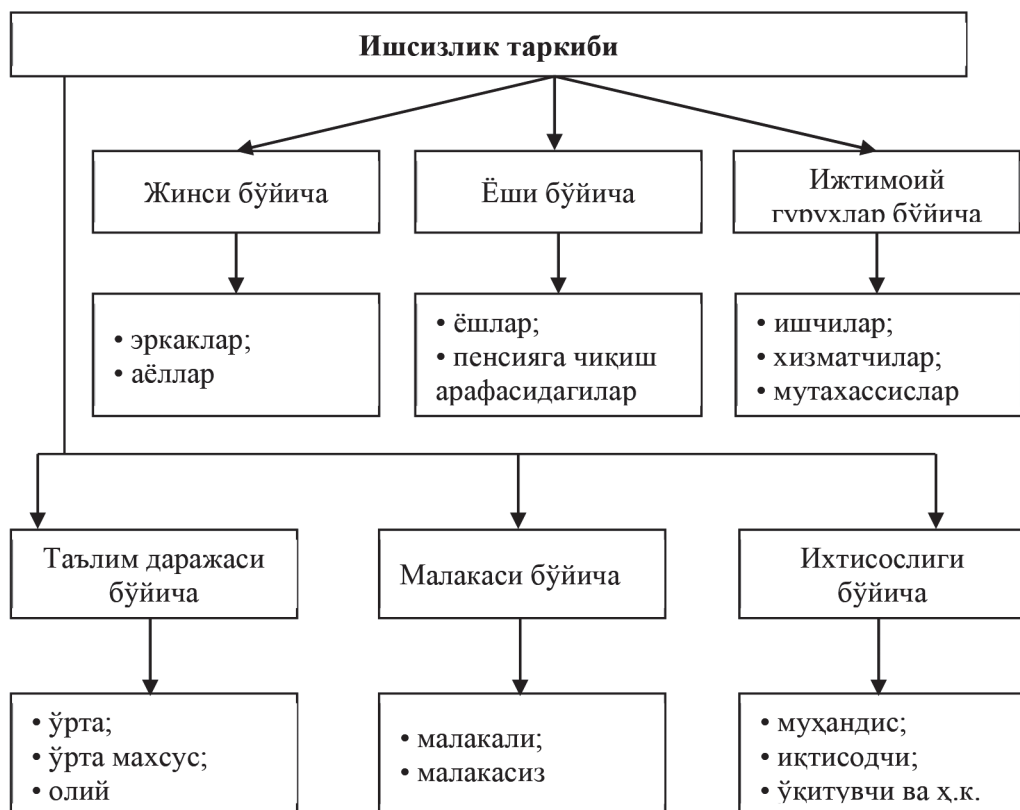 Ишсизлик таркиби
Жинси бўйича
Ёши бўйича
Ижтимоий
гуруҳлар бўйича
• эркаклар;
• аёллар
• ёшлар;
• пенсияга чиқиш
арафасидагилар
• ишчилар;
• хизматчилар;
• мутахассислар
Таълим даражаси
бўйича
Малакаси бўйича
Ихтисослиги
бўйича
• ўрта;
• ўрта махсус;
• олий
• малакали;
• малакасиз
• муҳандис;
• иқтисодчи;
• ўқитувчи ва ҳ.к.